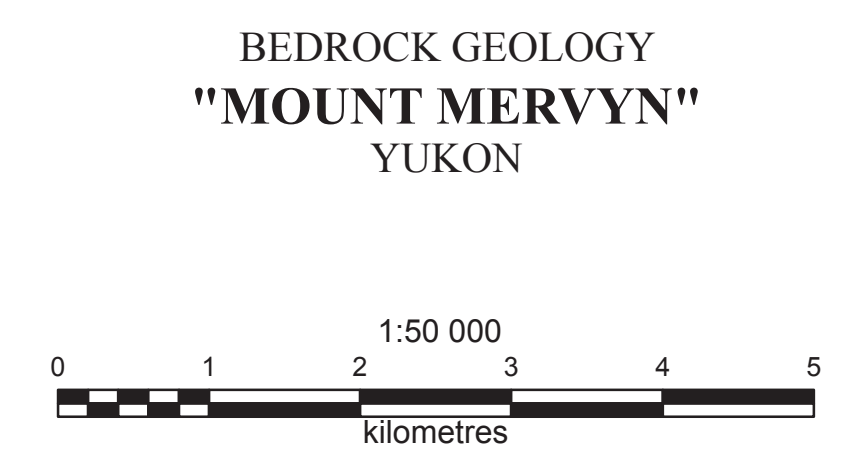 BEDROCK GEOLOGY
"MOUNT MERVYN"
YUKON
1:50 000
0 1 2 3 4 5
kilometres